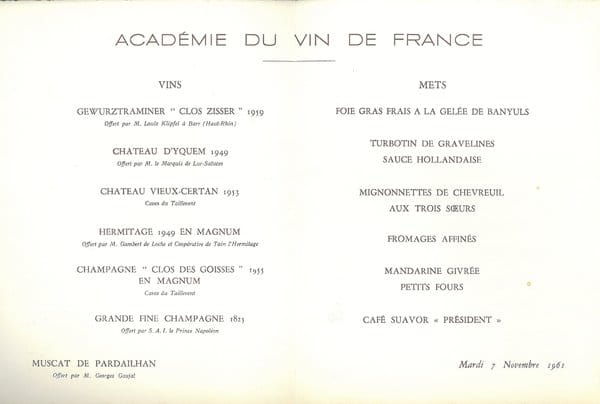 ACADÉMIE DU VIN DE FRANCE
VINS
GEWURZTRAMINER “ CLOS ZISSER ” 1959
Offert par M. Louis Klipfel à Barr (Haut-Rhin)
CHATEAU D'YQUEM 1949
Offert par M. le Marquis de Lur-Saluces
CHATEAU VIEUX-CERTAN 1953
Caves du Taillevent
HERMITAGE 1949 EN MAGNUM
Offert par M. Gambert de Loche et Coopérative de Tain l'Hermitage
CHAMPAGNE “ CLOS DES GOISSES ” 1955
EN MAGNUM
Caves du Taillevent
GRANDE FINE CHAMPAGNE 1823
Offert par S. A. I. le Prince Napoléon
MUSCAT DE PARDAILHAN
Offert par M. Georges Gaujal
METS
FOIE GRAS FRAIS A LA GELÉE DE BANYULS
TURBOTIN DE GRAVELINES
SAUCE HOLLANDAISE
MIGNONNETTES DE CHEVREUIL
AUX TROIS SŒURS
FROMAGES AFFINÉS
MANDARINE GIVRÉE
PETITS FOURS
CAFÉ SUAVOR « PRÉSIDENT »
Mardi 7 Novembre 1961